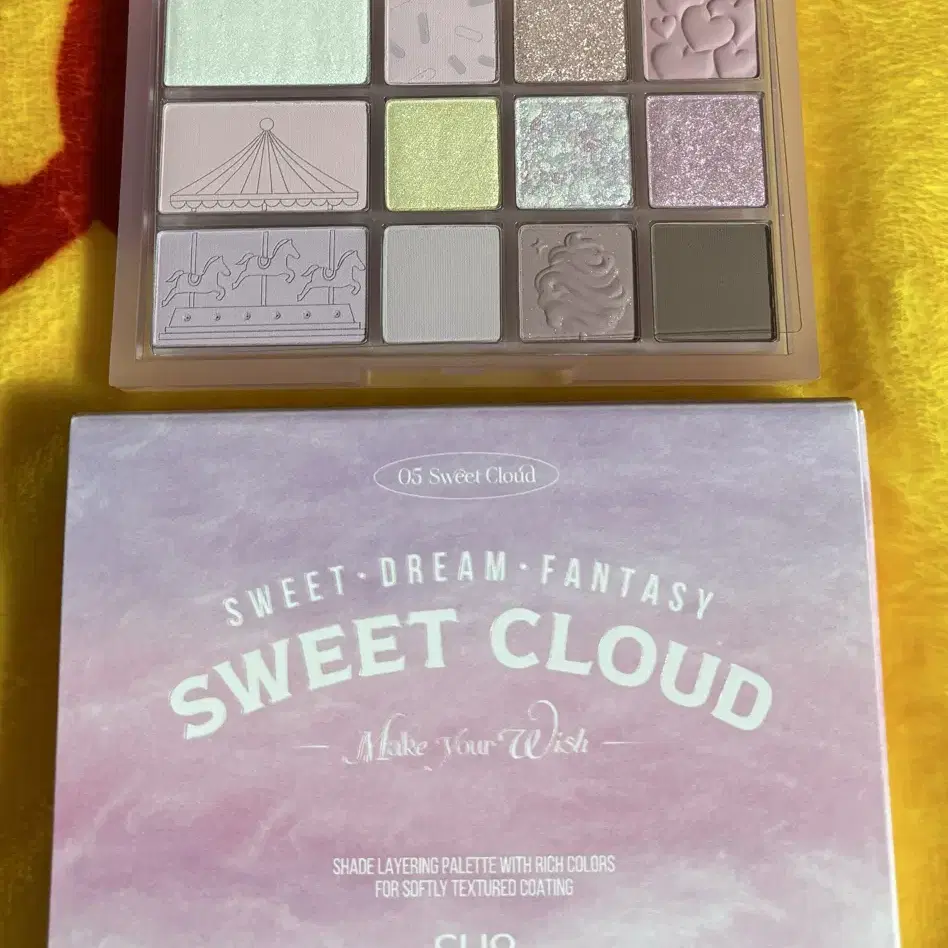 05 Sweet Cloud
SWEET · DREAM · FANTASY
SWEET CLOUD
Make Your Wish
SHADE LAYERING PALETTE WITH RICH COLORS
FOR SOFTLY TEXTURED COATING
CLIO